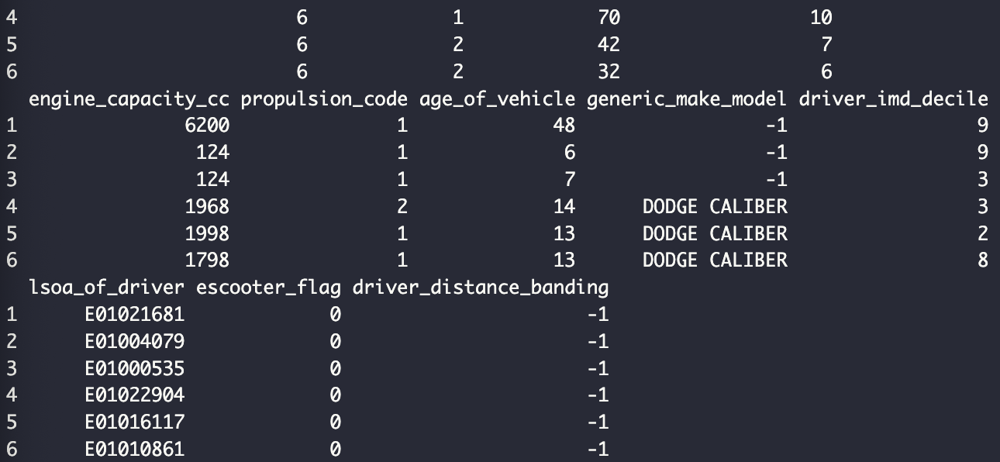 4 6 1 70 10
5 6 2 42 7
6 6 2 32 6
engine_capacity_cc propulsion_code age_of_vehicle generic_make_model driver_imd_decile
1 6200 1 48 -1 9
2 124 1 6 -1 9
3 124 1 7 -1 3
4 1968 2 14 DODGE CALIBER 3
5 1998 1 13 DODGE CALIBER 2
6 1798 1 13 DODGE CALIBER 8
lsoa_of_driver escooter_flag driver_distance_banding
1 E01021681 0 -1
2 E01004079 0 -1
3 E01000535 0 -1
4 E01022904 0 -1
5 E01016117 0 -1
6 E01010861 0 -1